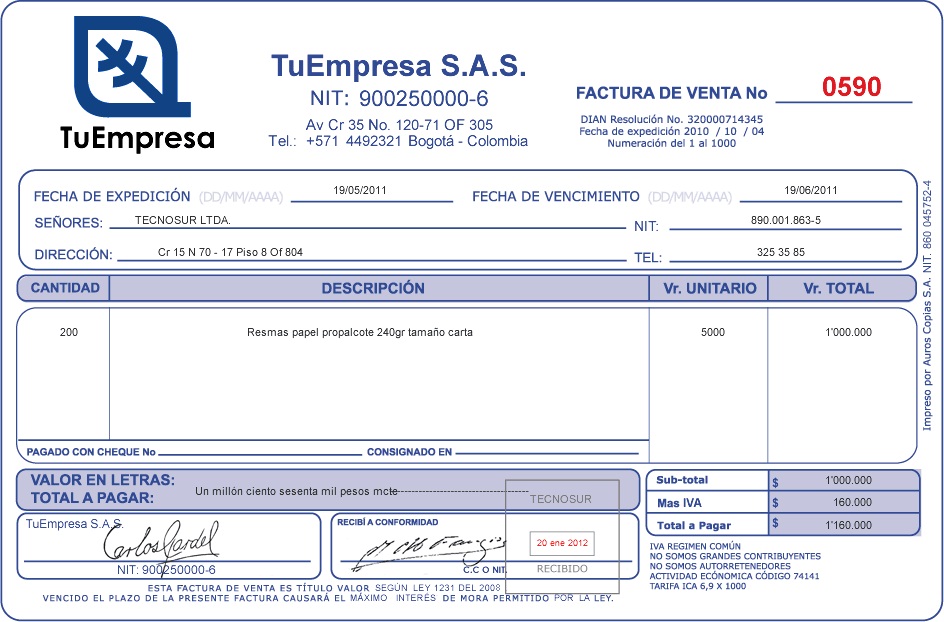 TuEmpresa
TuEmpresa S.A.S.
NIT: 900250000-6
Av Cr 35 No. 120-71 OF 305
Tel.: +571 4492321 Bogotá - Colombia
FACTURA DE VENTA No 0590
DIAN Resolución No. 320000714345
Fecha de expedición 2010 / 10 / 04
Numeración del 1 al 1000
FECHA DE EXPEDICIÓN (DD/MM/AAAA) 19/05/2011 FECHA DE VENCIMIENTO (DD/MM/AAAA) 19/06/2011
SEÑORES: TECNOSUR LTDA. NIT: 890.001.863-5
DIRECCIÓN: Cr 15 N 70 - 17 Piso 8 Of 804 TEL: 325 35 85
CANTIDAD DESCRIPCIÓN Vr. UNITARIO Vr. TOTAL
200 Resmas papel propalcote 240gr tamaño carta 5000 1'000.000
PAGADO CON CHEQUE No CONSIGNADO EN
VALOR EN LETRAS:
TOTAL A PAGAR: Un millón ciento sesenta mil pesos mcte
Sub-total $ 1'000.000
Mas IVA $ 160.000
Total a Pagar $ 1'160.000
TuEmpresa S.A.S.
Carlos Gardel
NIT: 900250000-6
RECIBÍ A CONFORMIDAD
C.C O NIT.
TECNOSUR
20 ene 2012
RECIBIDO
IVA REGIMEN COMÚN
NO SOMOS GRANDES CONTRIBUYENTES
NO SOMOS AUTORRETENEDORES
ACTIVIDAD ECÓNOMICA CÓDIGO 74141
TARIFA ICA 6,9 X 1000
ESTA FACTURA DE VENTA ES TÍTULO VALOR SEGÚN LEY 1231 DEL 2008
VENCIDO EL PLAZO DE LA PRESENTE FACTURA CAUSARÁ EL MÁXIMO INTERÉS DE MORA PERMITIDO POR LA LEY.
Impreso por Auros Copias S.A. NIT. 860 045752-4